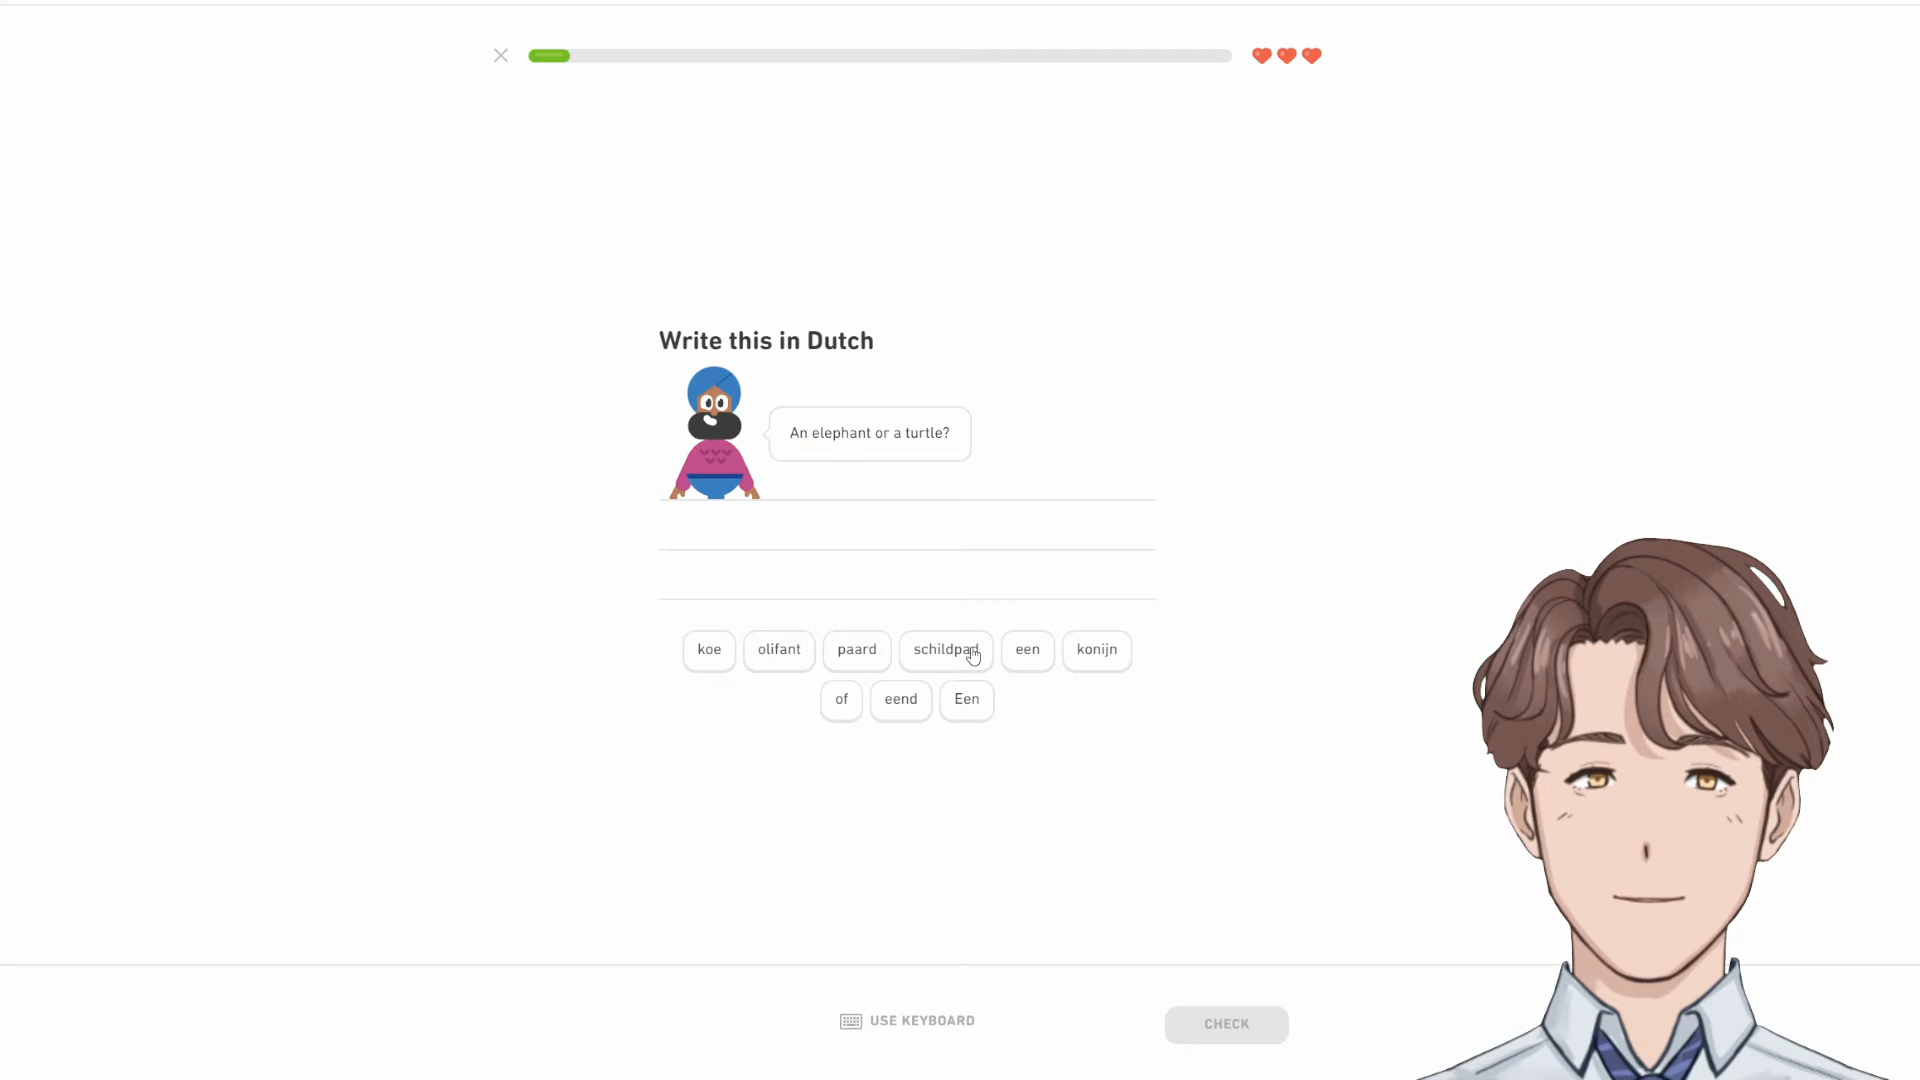 Write this in Dutch
An elephant or a turtle?
koe olifant paard schildpad een konijn
of eend Een
USE KEYBOARD CHECK